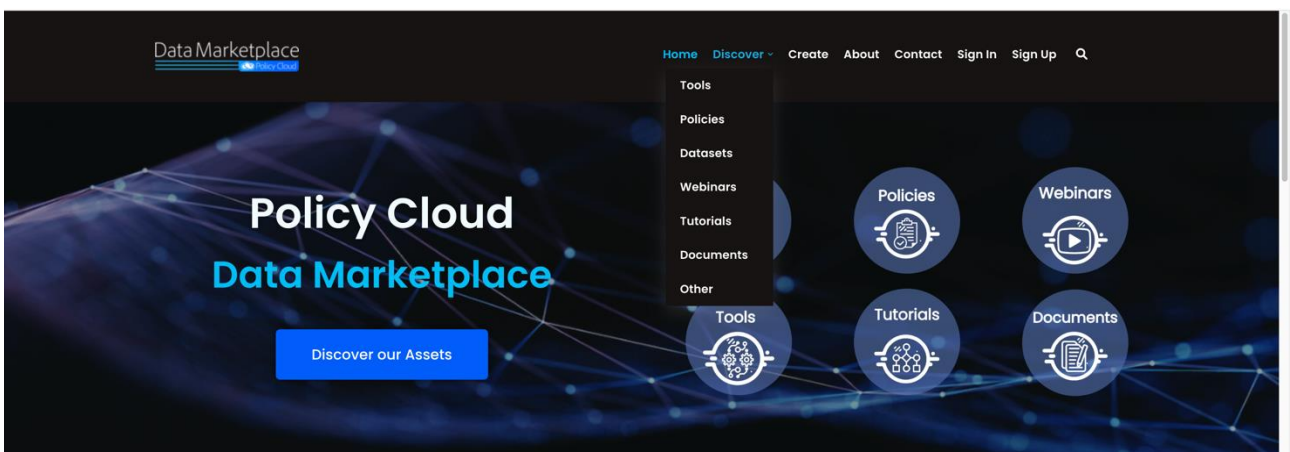 Data Marketplace
Policy Cloud
Home Discover Create About Contact Sign In Sign Up
Tools
Policies
Datasets
Webinars
Tutorials
Documents
Other
Policy Cloud
Data Marketplace
Discover our Assets
Policies Webinars
Tools Tutorials Documents